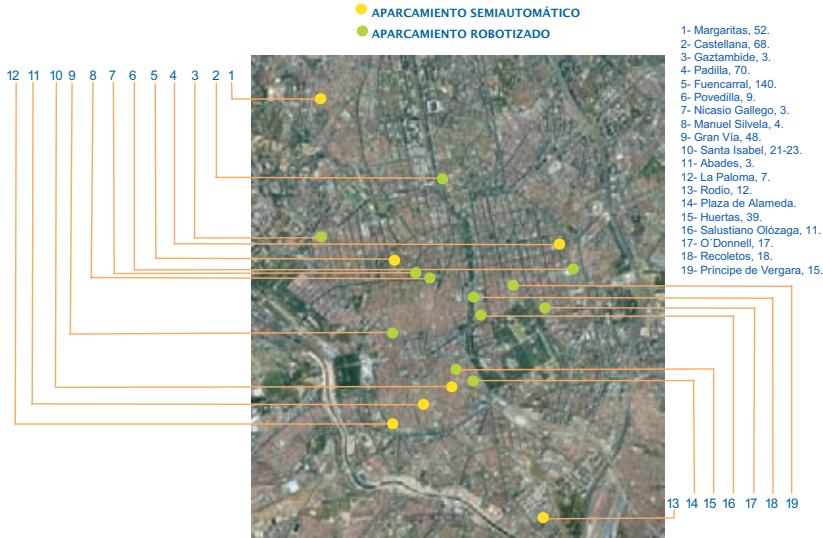 APARCAMIENTO SEMIAUTOMÁTICO
APARCAMIENTO ROBOTIZADO
1- Margaritas, 52.
2- Castellana, 68.
3- Gaztambide, 3.
4- Padilla, 70.
5- Fuencarral, 140.
6- Povedilla, 9.
7- Nicasio Gallego, 3.
8- Manuel Silvela, 4.
9- Gran Vía, 48.
10- Santa Isabel, 21-23.
11- Abades, 3.
12- La Paloma, 7.
13- Rodio, 12.
14- Plaza de Alameda.
15- Huertas, 39.
16- Salustiano Olózaga, 11.
17- O´Donnell, 17.
18- Recoletos, 18.
19- Príncipe de Vergara, 15.
12 11 10 9 8 7 6 5 4 3 2 1
13 14 15 16 17 18 19